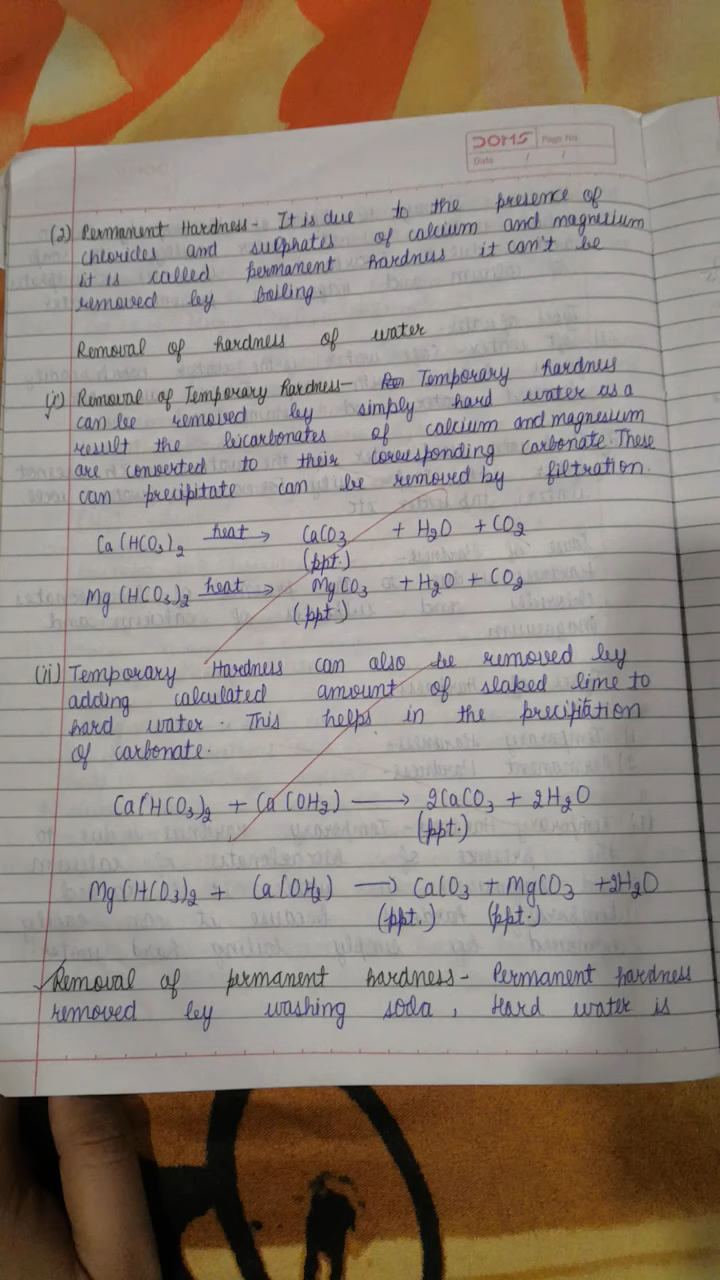 DOMS Page No.
Date / /
(2) Permanent Hardness - It is due to the presence of
chlorides and sulphates of calcium and magnesium
it is called permanent hardness it can't be
removed by boiling
Removal of hardness of water
(i) Removal of Temporary Hardness - Temporary hardness
can be removed by simply hard water as a
result the bicarbonates of calcium and magnesium
are converted to their corresponding carbonate. These
can precipitate can be removed by filtration.
Ca(HCO3)2 heat → CaCO3 + H2O + CO2
(ppt.)
Mg(HCO3)2 heat → MgCO3 + H2O + CO2
(ppt.)
(ii) Temporary Hardness can also be removed by
adding calculated amount of slaked lime to
hard water. This helps in the precipitation
of carbonate.
Ca(HCO3)2 + Ca(OH2) → 2CaCO3 + 2H2O
(ppt.)
Mg(HCO3)2 + Ca(OH2) → CaCO3 + MgCO3 + 2H2O
(ppt.) (ppt.)
Removal of permanent hardness - Permanent hardness
removed by washing soda, Hard water is